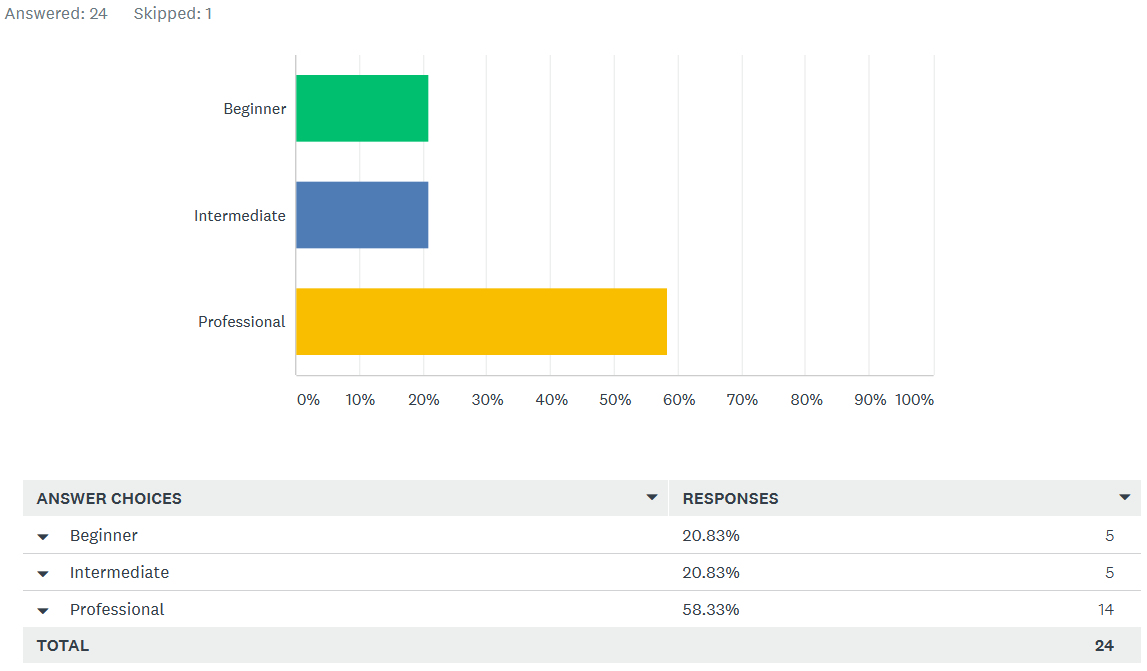 Answered: 24 Skipped: 1
Beginner
Intermediate
Professional
0% 10% 20% 30% 40% 50% 60% 70% 80% 90% 100%
ANSWER CHOICES RESPONSES
Beginner 20.83% 5
Intermediate 20.83% 5
Professional 58.33% 14
TOTAL 24